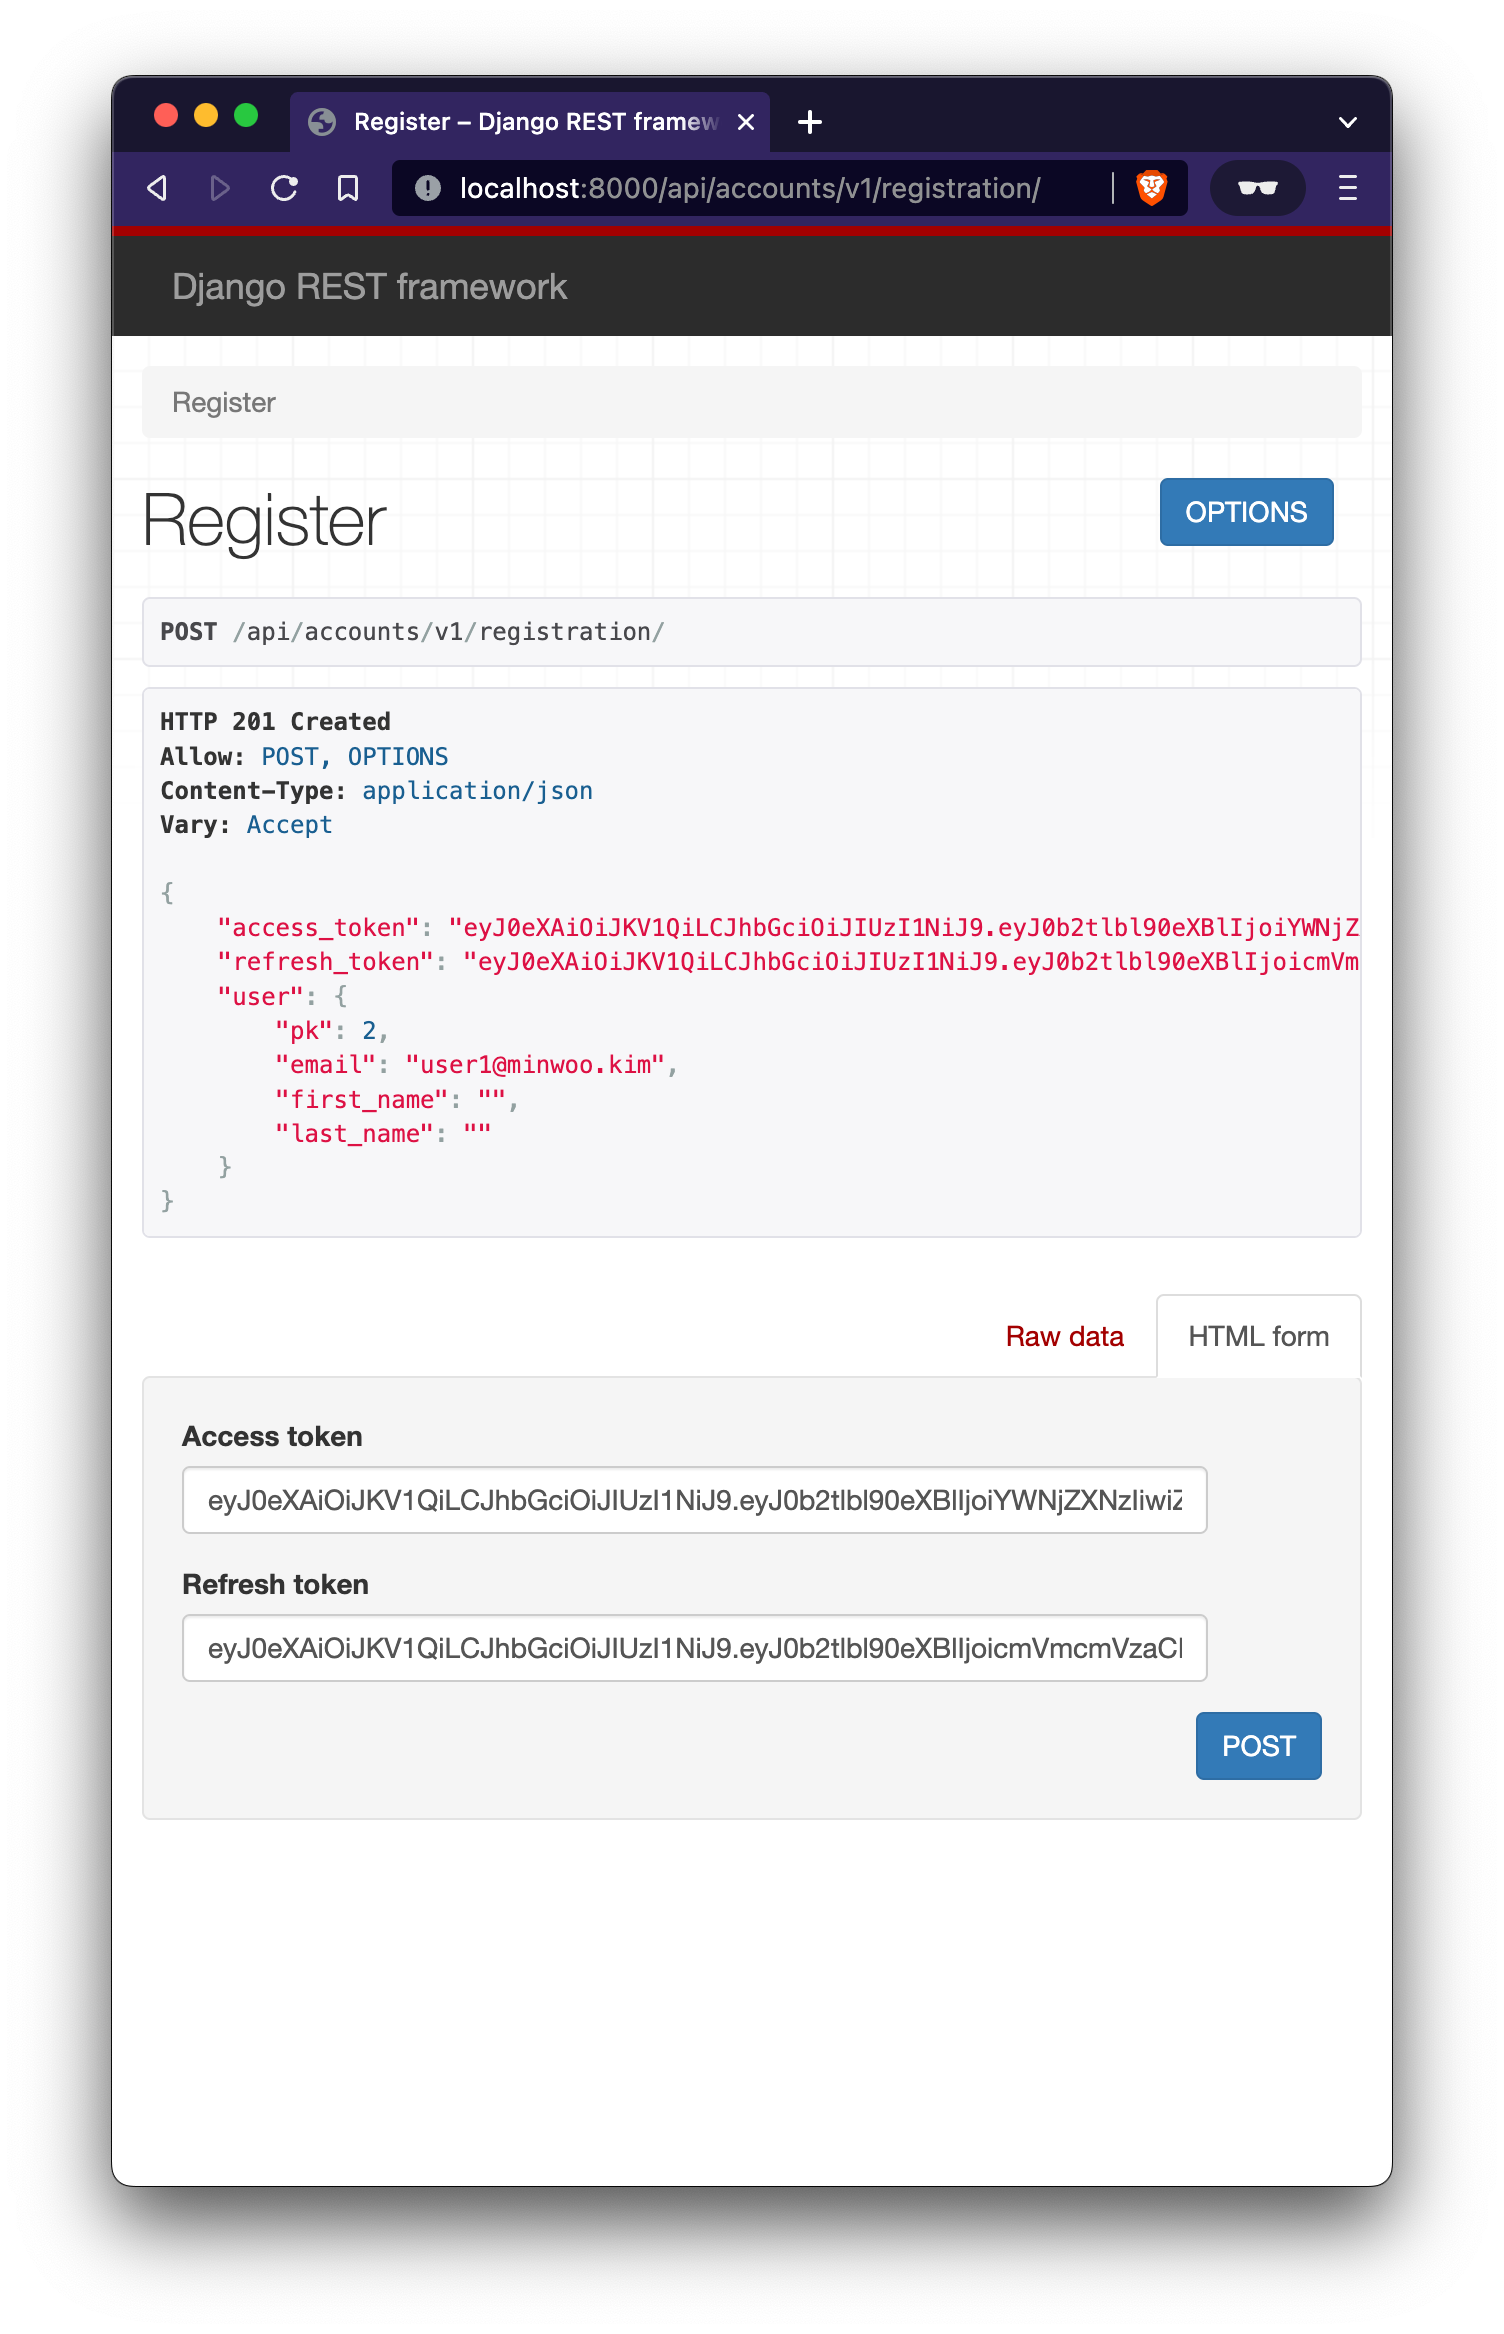 Register – Django REST framew
localhost:8000/api/accounts/v1/registration/
Django REST framework
Register
Register
OPTIONS
POST /api/accounts/v1/registration/
HTTP 201 Created
Allow: POST, OPTIONS
Content-Type: application/json
Vary: Accept
{
    "access_token": "eyJ0eXAiOiJKV1QiLCJhbGciOiJIUzI1NiJ9.eyJ0b2tlbl90eXBlIjoiYWNjZ
    "refresh_token": "eyJ0eXAiOiJKV1QiLCJhbGciOiJIUzI1NiJ9.eyJ0b2tlbl90eXBlIjoicmVm
    "user": {
        "pk": 2,
        "email": "user1@minwoo.kim",
        "first_name": "",
        "last_name": ""
    }
}
Raw data
HTML form
Access token
eyJ0eXAiOiJKV1QiLCJhbGciOiJIUzI1NiJ9.eyJ0b2tlbl90eXBlIjoiYWNjZXNzIiwiZ
Refresh token
eyJ0eXAiOiJKV1QiLCJhbGciOiJIUzI1NiJ9.eyJ0b2tlbl90eXBlIjoicmVmcmVzaCI
POST